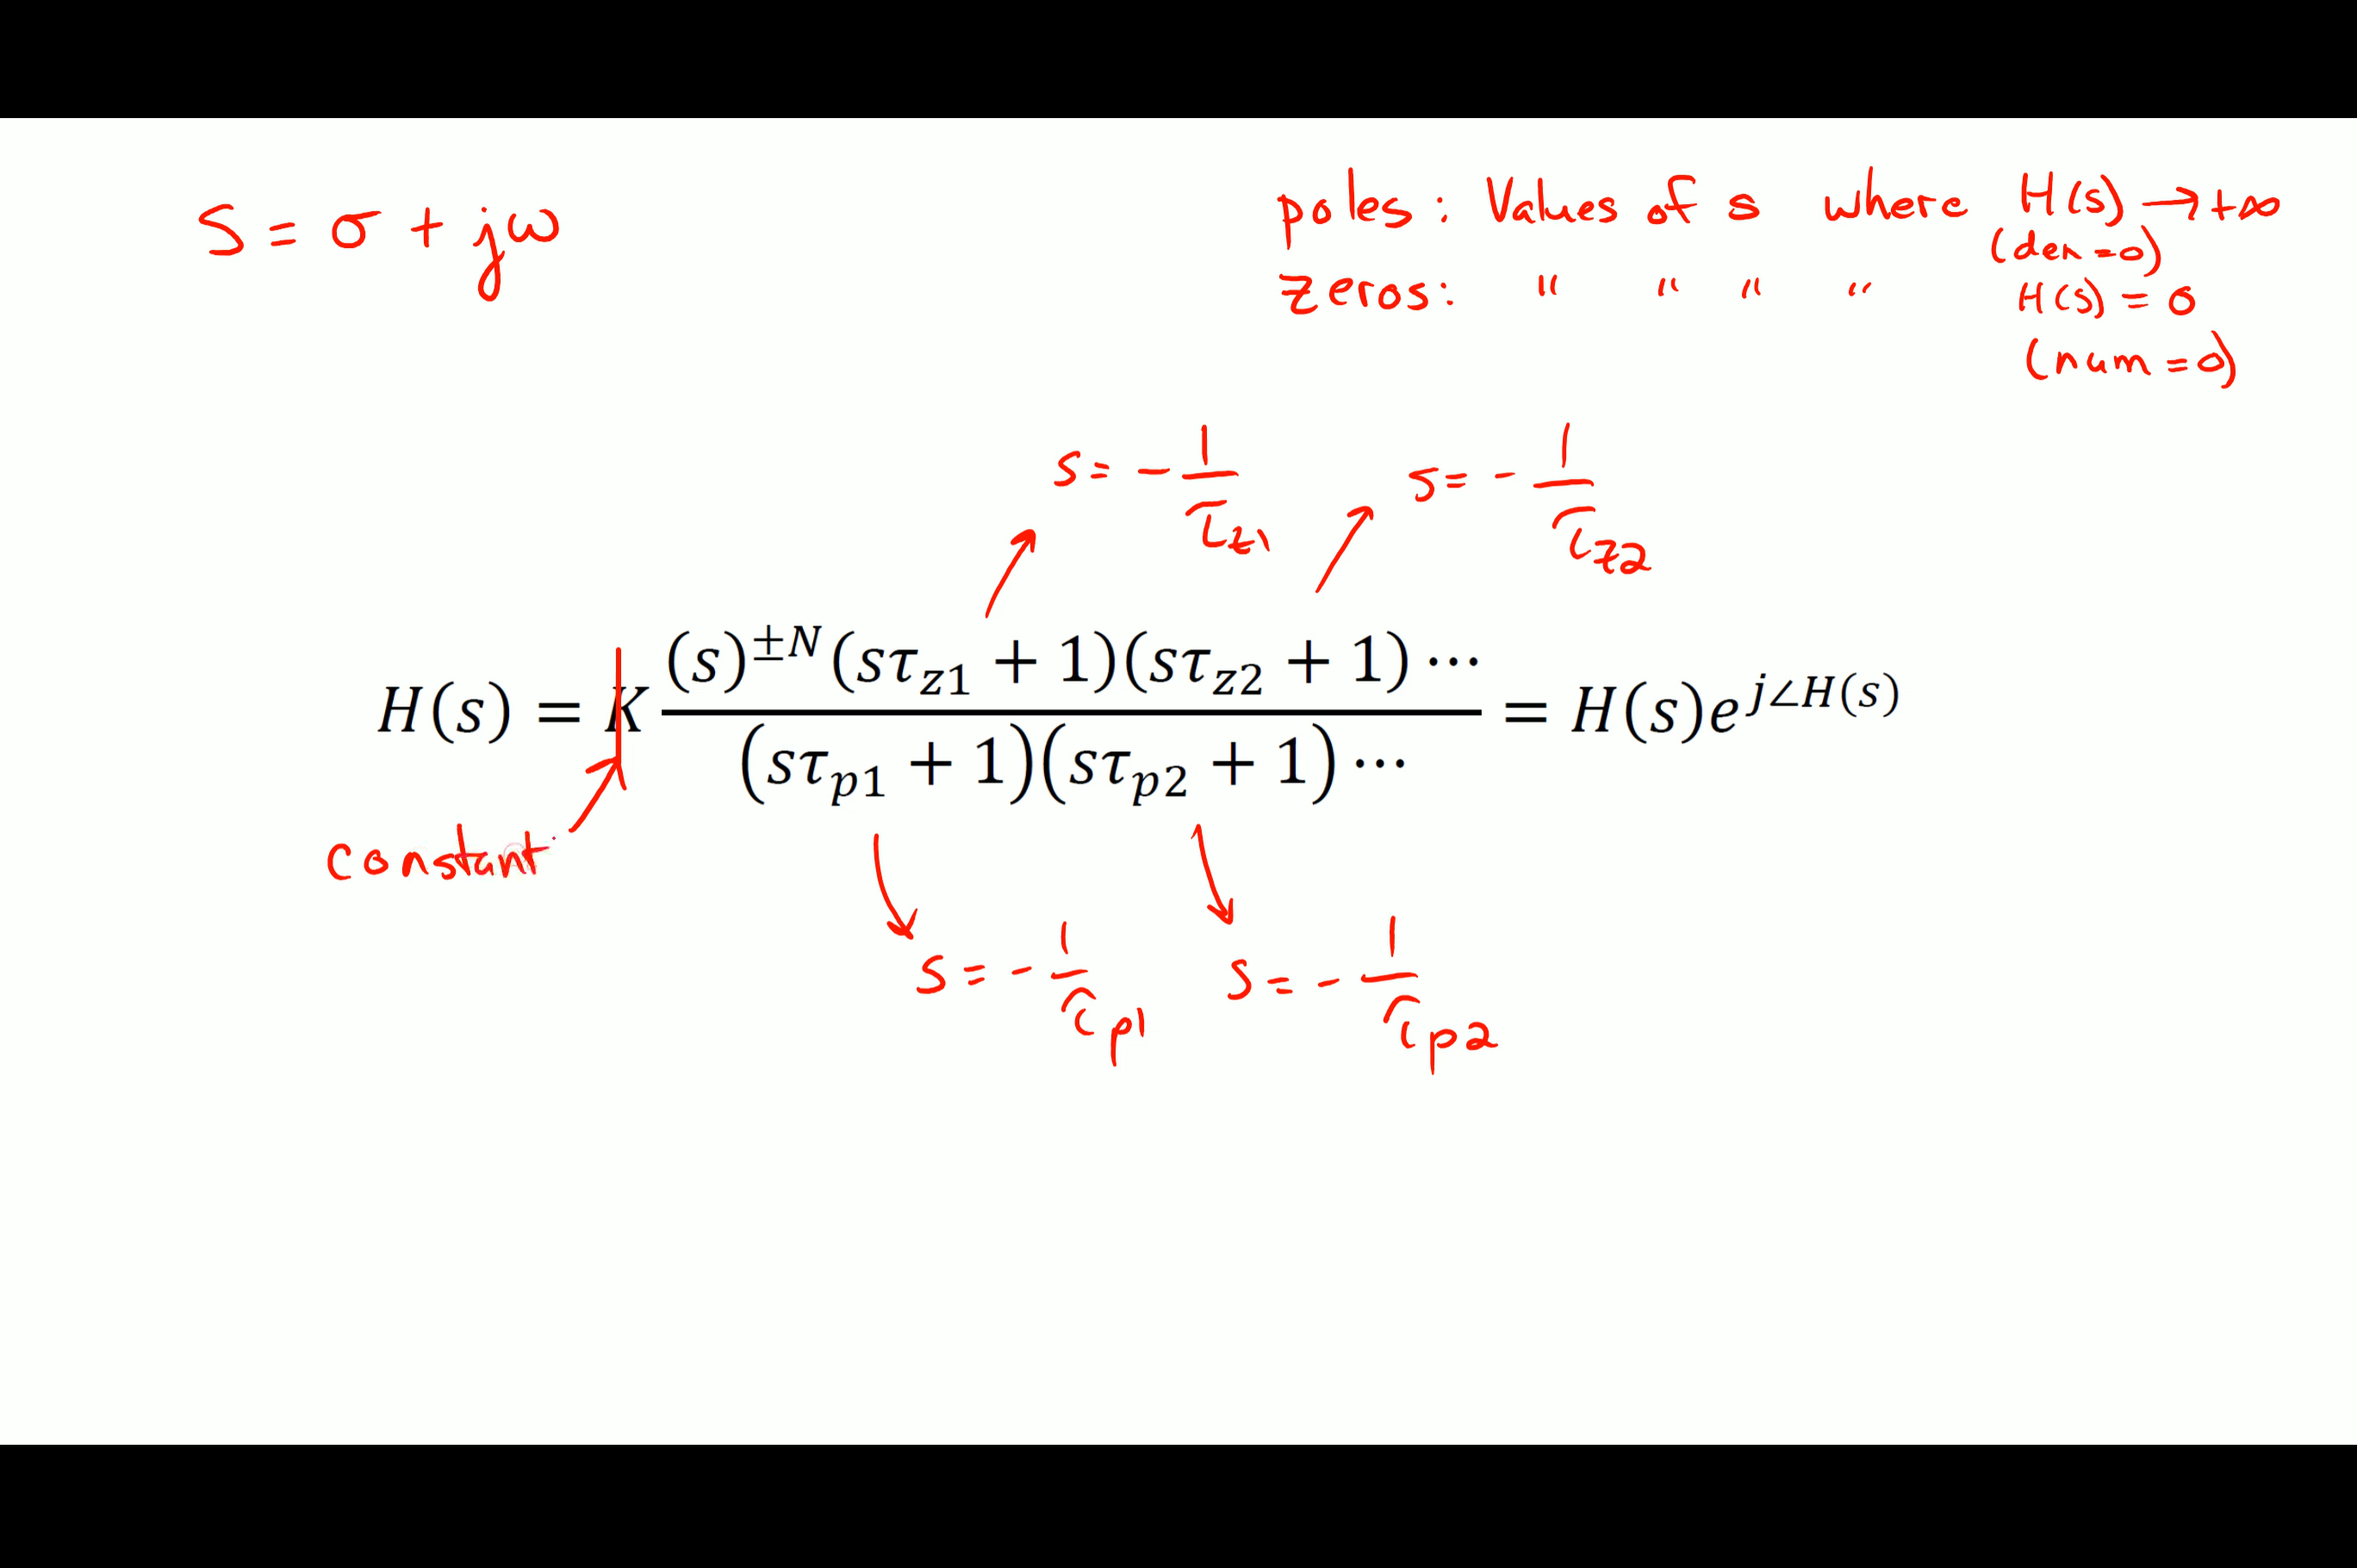 S = σ + jω
poles: Values of s where H(s) → +∞
(den = 0)
zeros: " " " " H(s) = 0
(num = 0)
s = - 1/τz1
s = - 1/τz2
H(s) = K (s)^±N (sτz1 + 1)(sτz2 + 1) ⋯ / (sτp1 + 1)(sτp2 + 1) ⋯ = H(s)e^j∠H(s)
constant
s = - 1/τp1
s = - 1/τp2